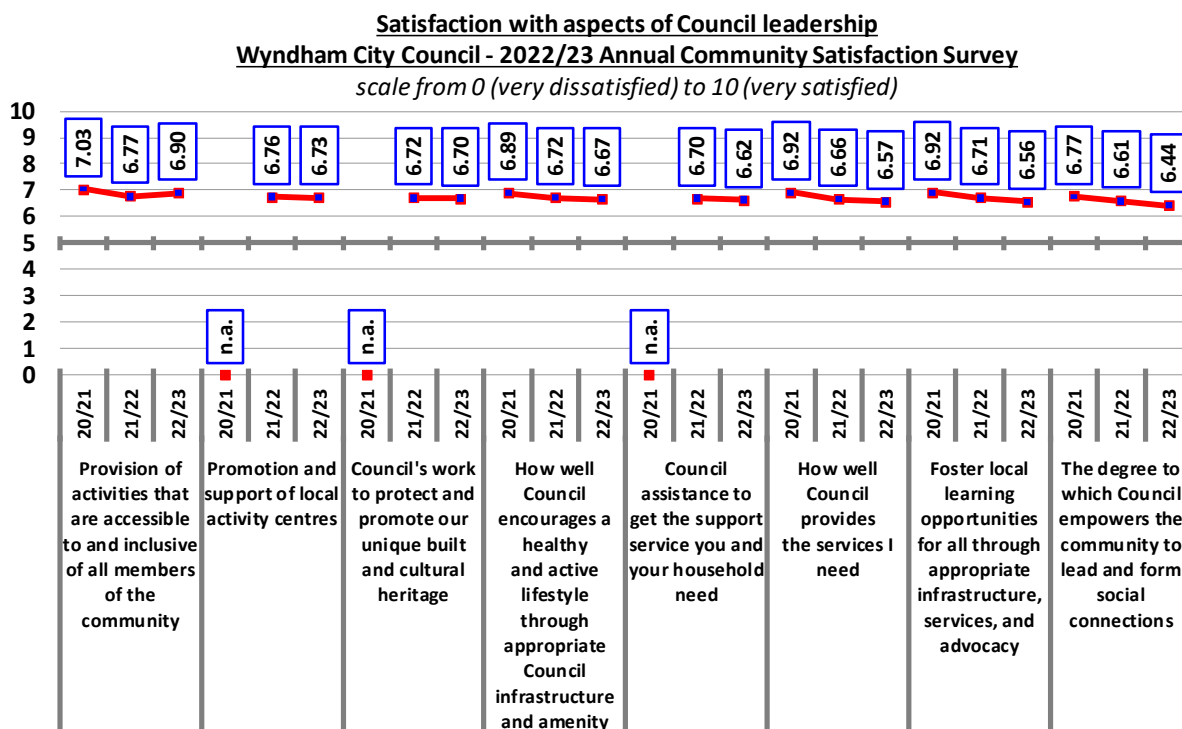 Satisfaction with aspects of Council leadership
Wyndham City Council - 2022/23 Annual Community Satisfaction Survey
scale from 0 (very dissatisfied) to 10 (very satisfied)
10
9
8
7
6
5
4
3
2
1
0
7.03
6.77
6.90
n.a.
6.76
6.73
n.a.
6.72
6.70
6.89
6.72
6.67
n.a.
6.70
6.62
6.92
6.66
6.57
6.92
6.71
6.56
6.77
6.61
6.44
20/21
21/22
22/23
20/21
21/22
22/23
20/21
21/22
22/23
20/21
21/22
22/23
20/21
21/22
22/23
20/21
21/22
22/23
20/21
21/22
22/23
20/21
21/22
22/23
Provision of
activities that
are accessible
to and inclusive
of all members
of the
community
Promotion and
support of local
activity centres
Council's work
to protect and
promote our
unique built
and cultural
heritage
How well
Council
encourages a
healthy
and active
lifestyle
through
appropriate
Council
infrastructure
and amenity
Council
assistance to
get the support
service you and
your household
need
How well
Council
provides
the services I
need
Foster local
learning
opportunities
for all through
appropriate
infrastructure,
services, and
advocacy
The degree to
which Council
empowers the
community to
lead and form
social
connections